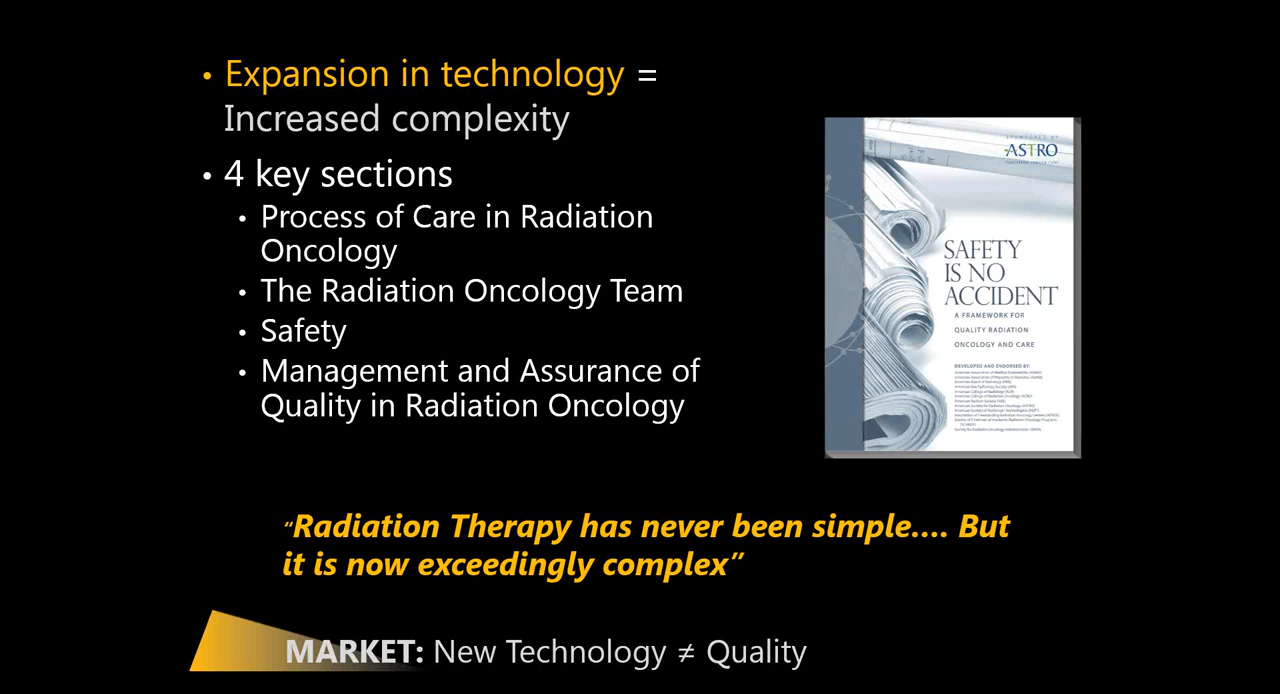 • Expansion in technology =
Increased complexity
• 4 key sections
• Process of Care in Radiation
Oncology
• The Radiation Oncology Team
• Safety
• Management and Assurance of
Quality in Radiation Oncology
SPONSORED BY
ASTRO
SAFETY
IS NO
ACCIDENT
A FRAMEWORK FOR
QUALITY RADIATION
ONCOLOGY AND CARE
DEVELOPED AND ENDORSED BY:
“Radiation Therapy has never been simple.... But
it is now exceedingly complex”
MARKET: New Technology ≠ Quality